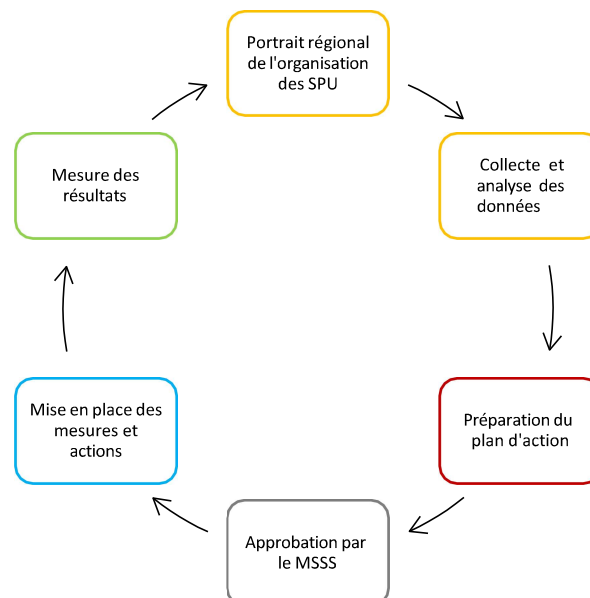 Portrait régional
de l'organisation
des SPU
Collecte et
analyse des
données
Préparation du
plan d'action
Approbation par
le MSSS
Mise en place des
mesures et
actions
Mesure des
résultats